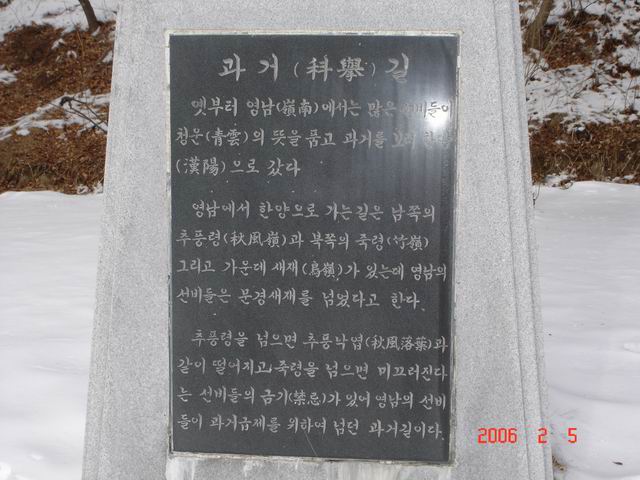 과거(科擧)길
옛부터 영남(嶺南)에서는 많은 선비들이
청운(靑雲)의 뜻을 품고 과거를 보러 한양
(漢陽)으로 갔다
영남에서 한양으로 가는길은 남쪽의
추풍령(秋風嶺)과 북쪽의 죽령(竹嶺)
그리고 가운데 새재(鳥嶺)가 있는데 영남의
선비들은 문경새재를 넘었다고 한다.
추풍령을 넘으면 추풍낙엽(秋風落葉)과
같이 떨어지고 죽령을 넘으면 미끄러진다
는 선비들의 금기(禁忌)가 있어 영남의 선비
들이 과거급제를 위하여 넘던 과거길이다.
2006 2 5